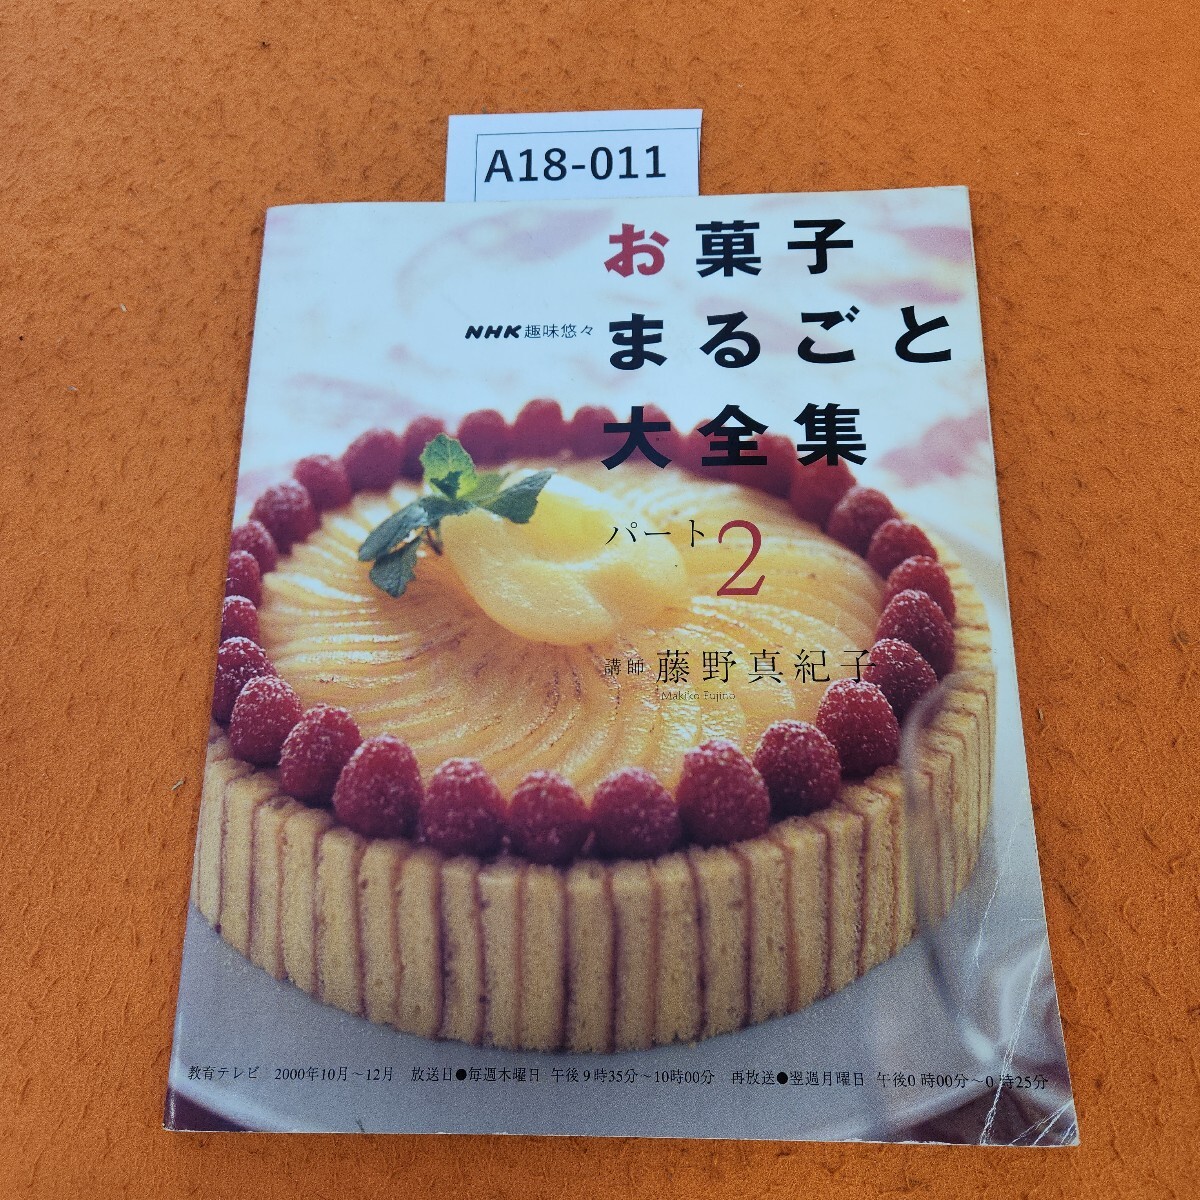 A18-011
お菓子
まるごと
大全集
NHK 趣味悠々
パート2
講師 藤野真紀子
Makiko Fujino
教育テレビ 2000年10月〜12月 放送日●毎週木曜日 午後9時35分〜10時00分 再放送●翌週月曜日 午後0時00分〜0時25分